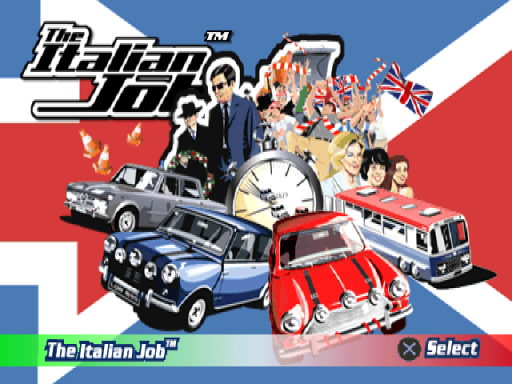 The
Italian
Job™
The Italian Job™
Select